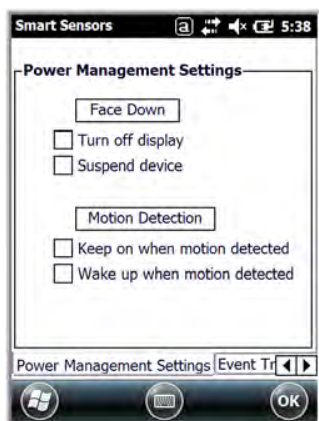 Smart Sensors a 5:38
Power Management Settings
Face Down
Turn off display
Suspend device
Motion Detection
Keep on when motion detected
Wake up when motion detected
Power Management Settings Event Tr
OK